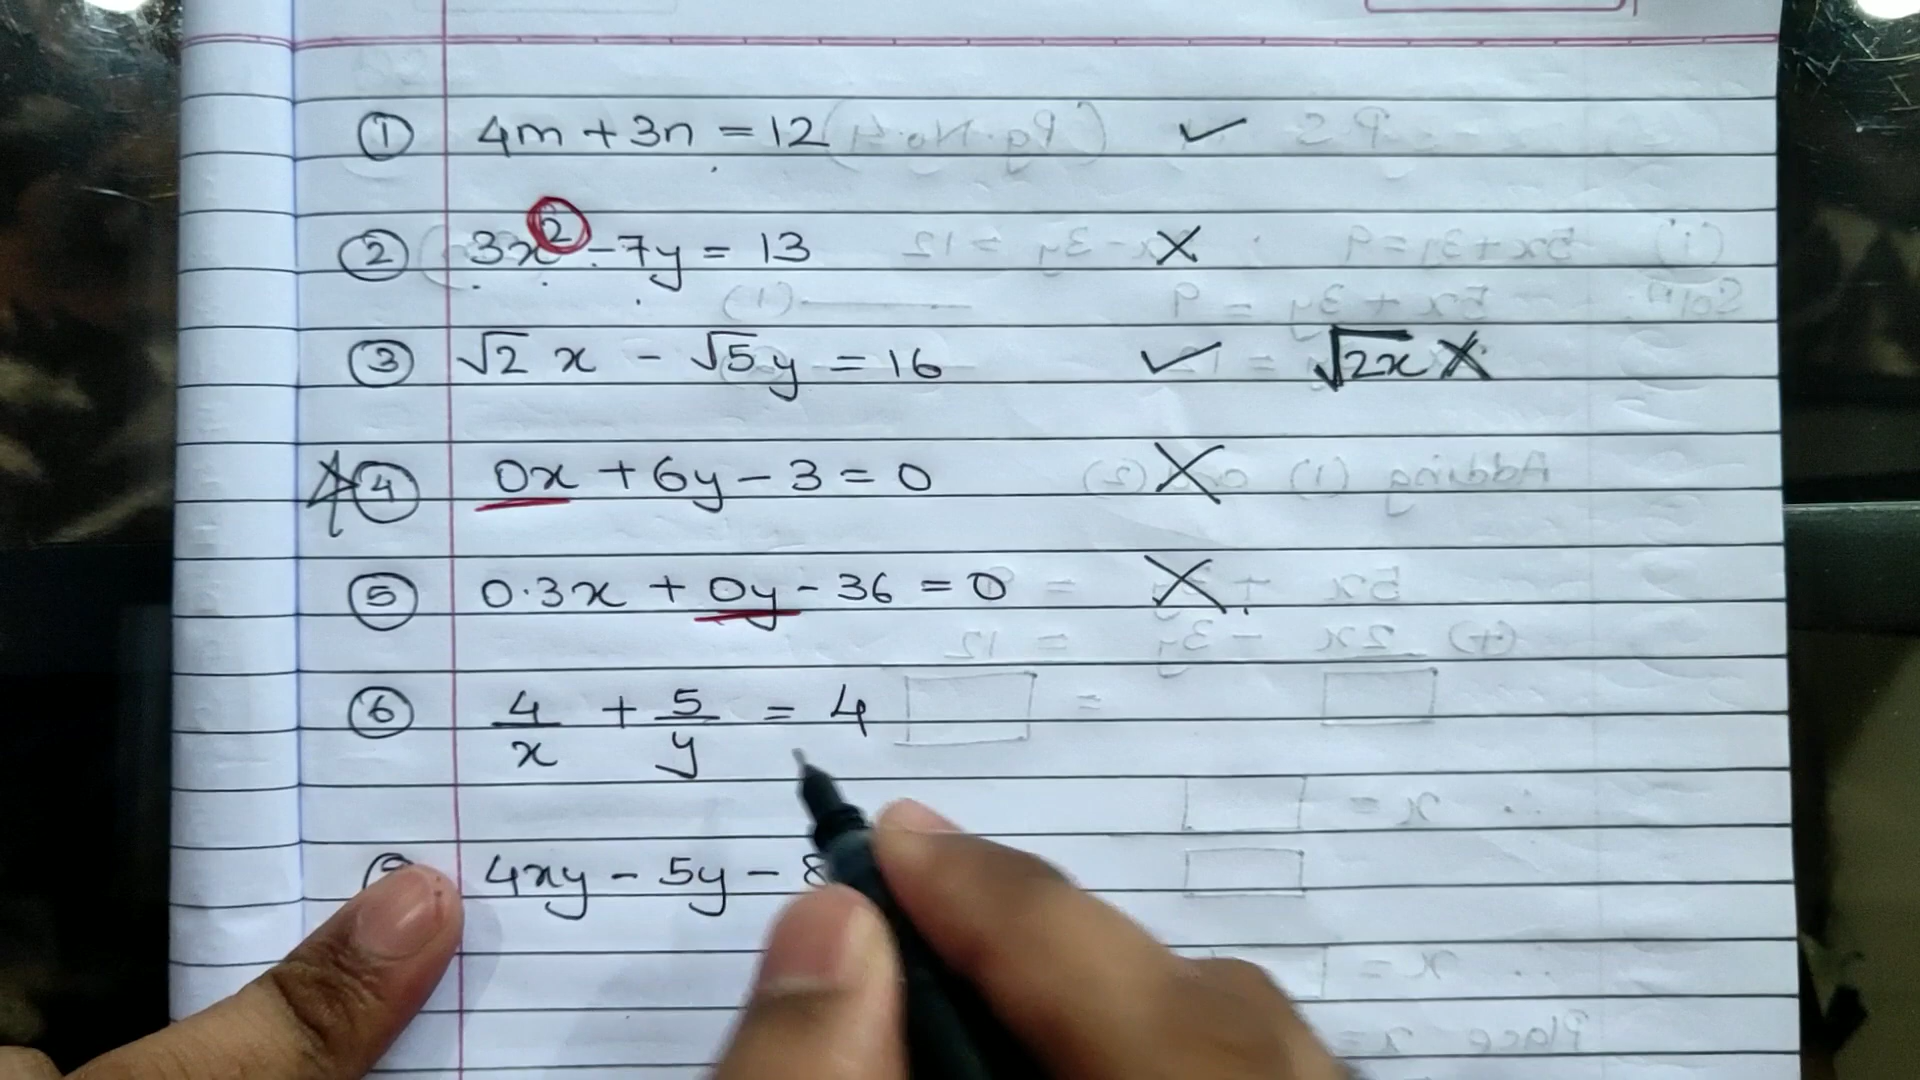 ① 4m + 3n = 12 ✓
② 3x² - 7y = 13 X
③ √2 x - √5 y = 16 ✓ √2x X
④ 0x + 6y - 3 = 0 X
⑤ 0.3x + 0y - 36 = 0 X
⑥ 4/x + 5/y = 4
4xy - 5y - 8